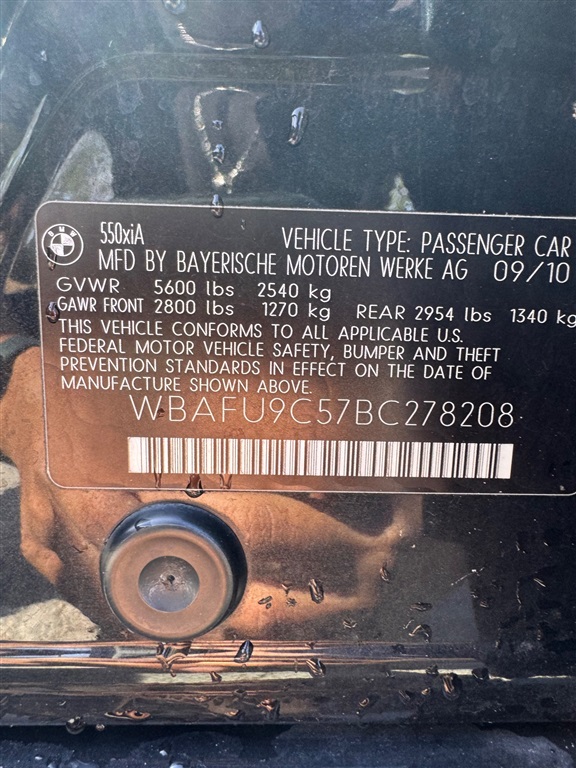 BMW
550xiA VEHICLE TYPE: PASSENGER CAR
MFD BY BAYERISCHE MOTOREN WERKE AG 09/10
GVWR 5600 lbs 2540 kg
GAWR FRONT 2800 lbs 1270 kg REAR 2954 lbs 1340 kg
THIS VEHICLE CONFORMS TO ALL APPLICABLE U.S.
FEDERAL MOTOR VEHICLE SAFETY, BUMPER AND THEFT
PREVENTION STANDARDS IN EFFECT ON THE DATE OF
MANUFACTURE SHOWN ABOVE.
WBAFU9C57BC278208